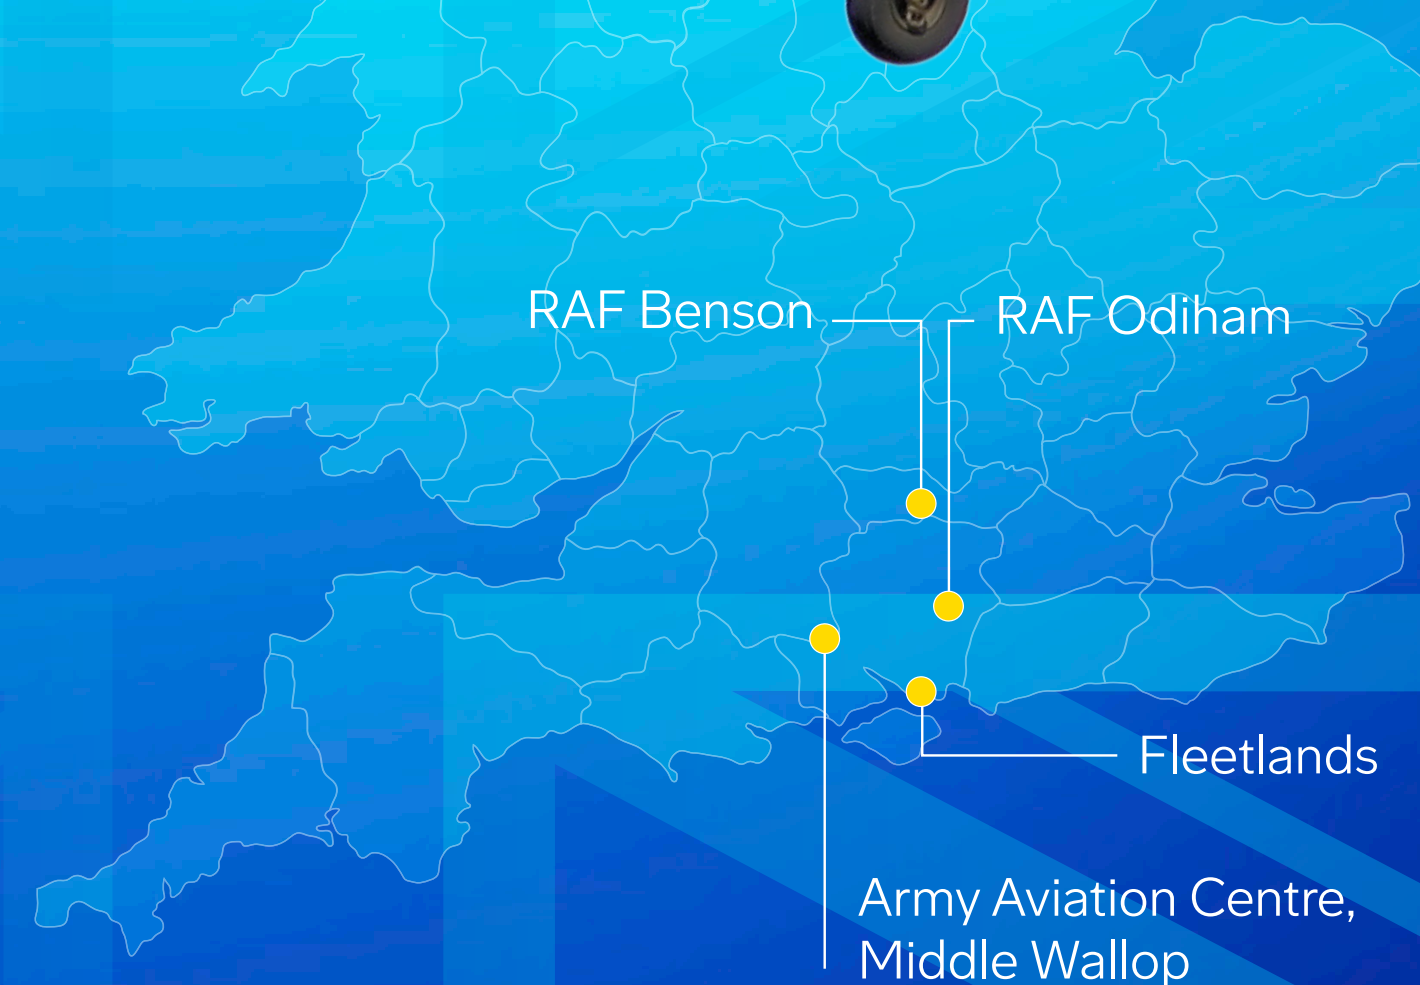 RAF Benson
RAF Odiham
Fleetlands
Army Aviation Centre,
Middle Wallop